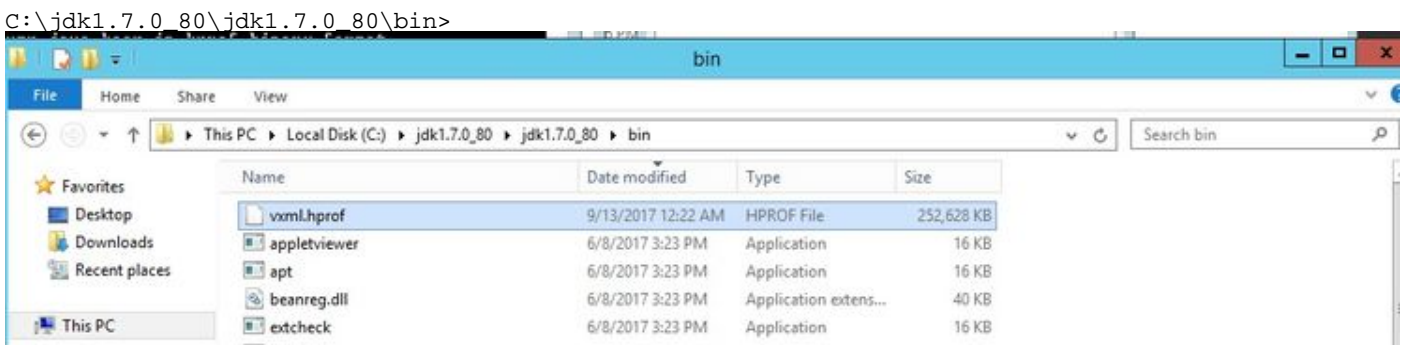 C:\jdk1.7.0_80\jdk1.7.0_80\bin>
bin
File Home Share View
This PC Local Disk (C:) jdk1.7.0_80 jdk1.7.0_80 bin Search bin
Name Date modified Type Size
Favorites
Desktop vxml.hprof 9/13/2017 12:22 AM HPROF File 252,628 KB
Downloads appletviewer 6/8/2017 3:23 PM Application 16 KB
Recent places apt 6/8/2017 3:23 PM Application 16 KB
beanreg.dll 6/8/2017 3:23 PM Application extens... 40 KB
This PC extcheck 6/8/2017 3:23 PM Application 16 KB